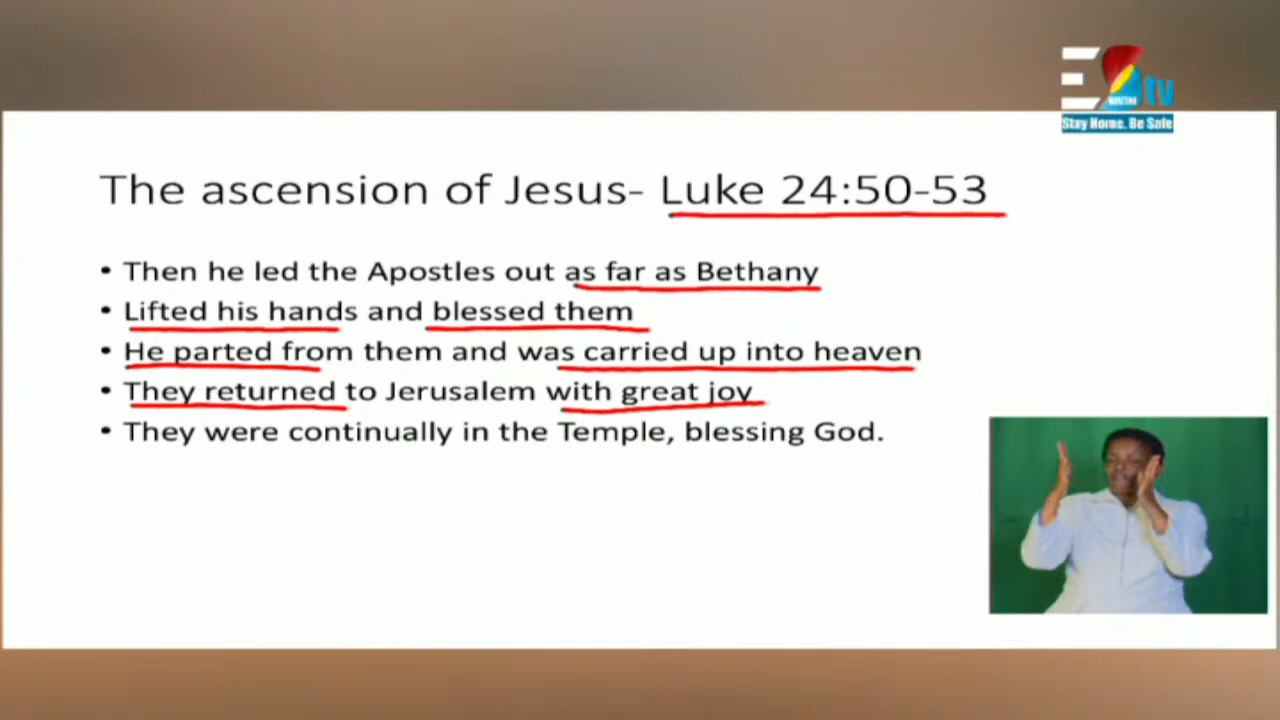 tv
Stay Home. Be Safe
The ascension of Jesus- Luke 24:50-53
• Then he led the Apostles out as far as Bethany
• Lifted his hands and blessed them
• He parted from them and was carried up into heaven
• They returned to Jerusalem with great joy
• They were continually in the Temple, blessing God.